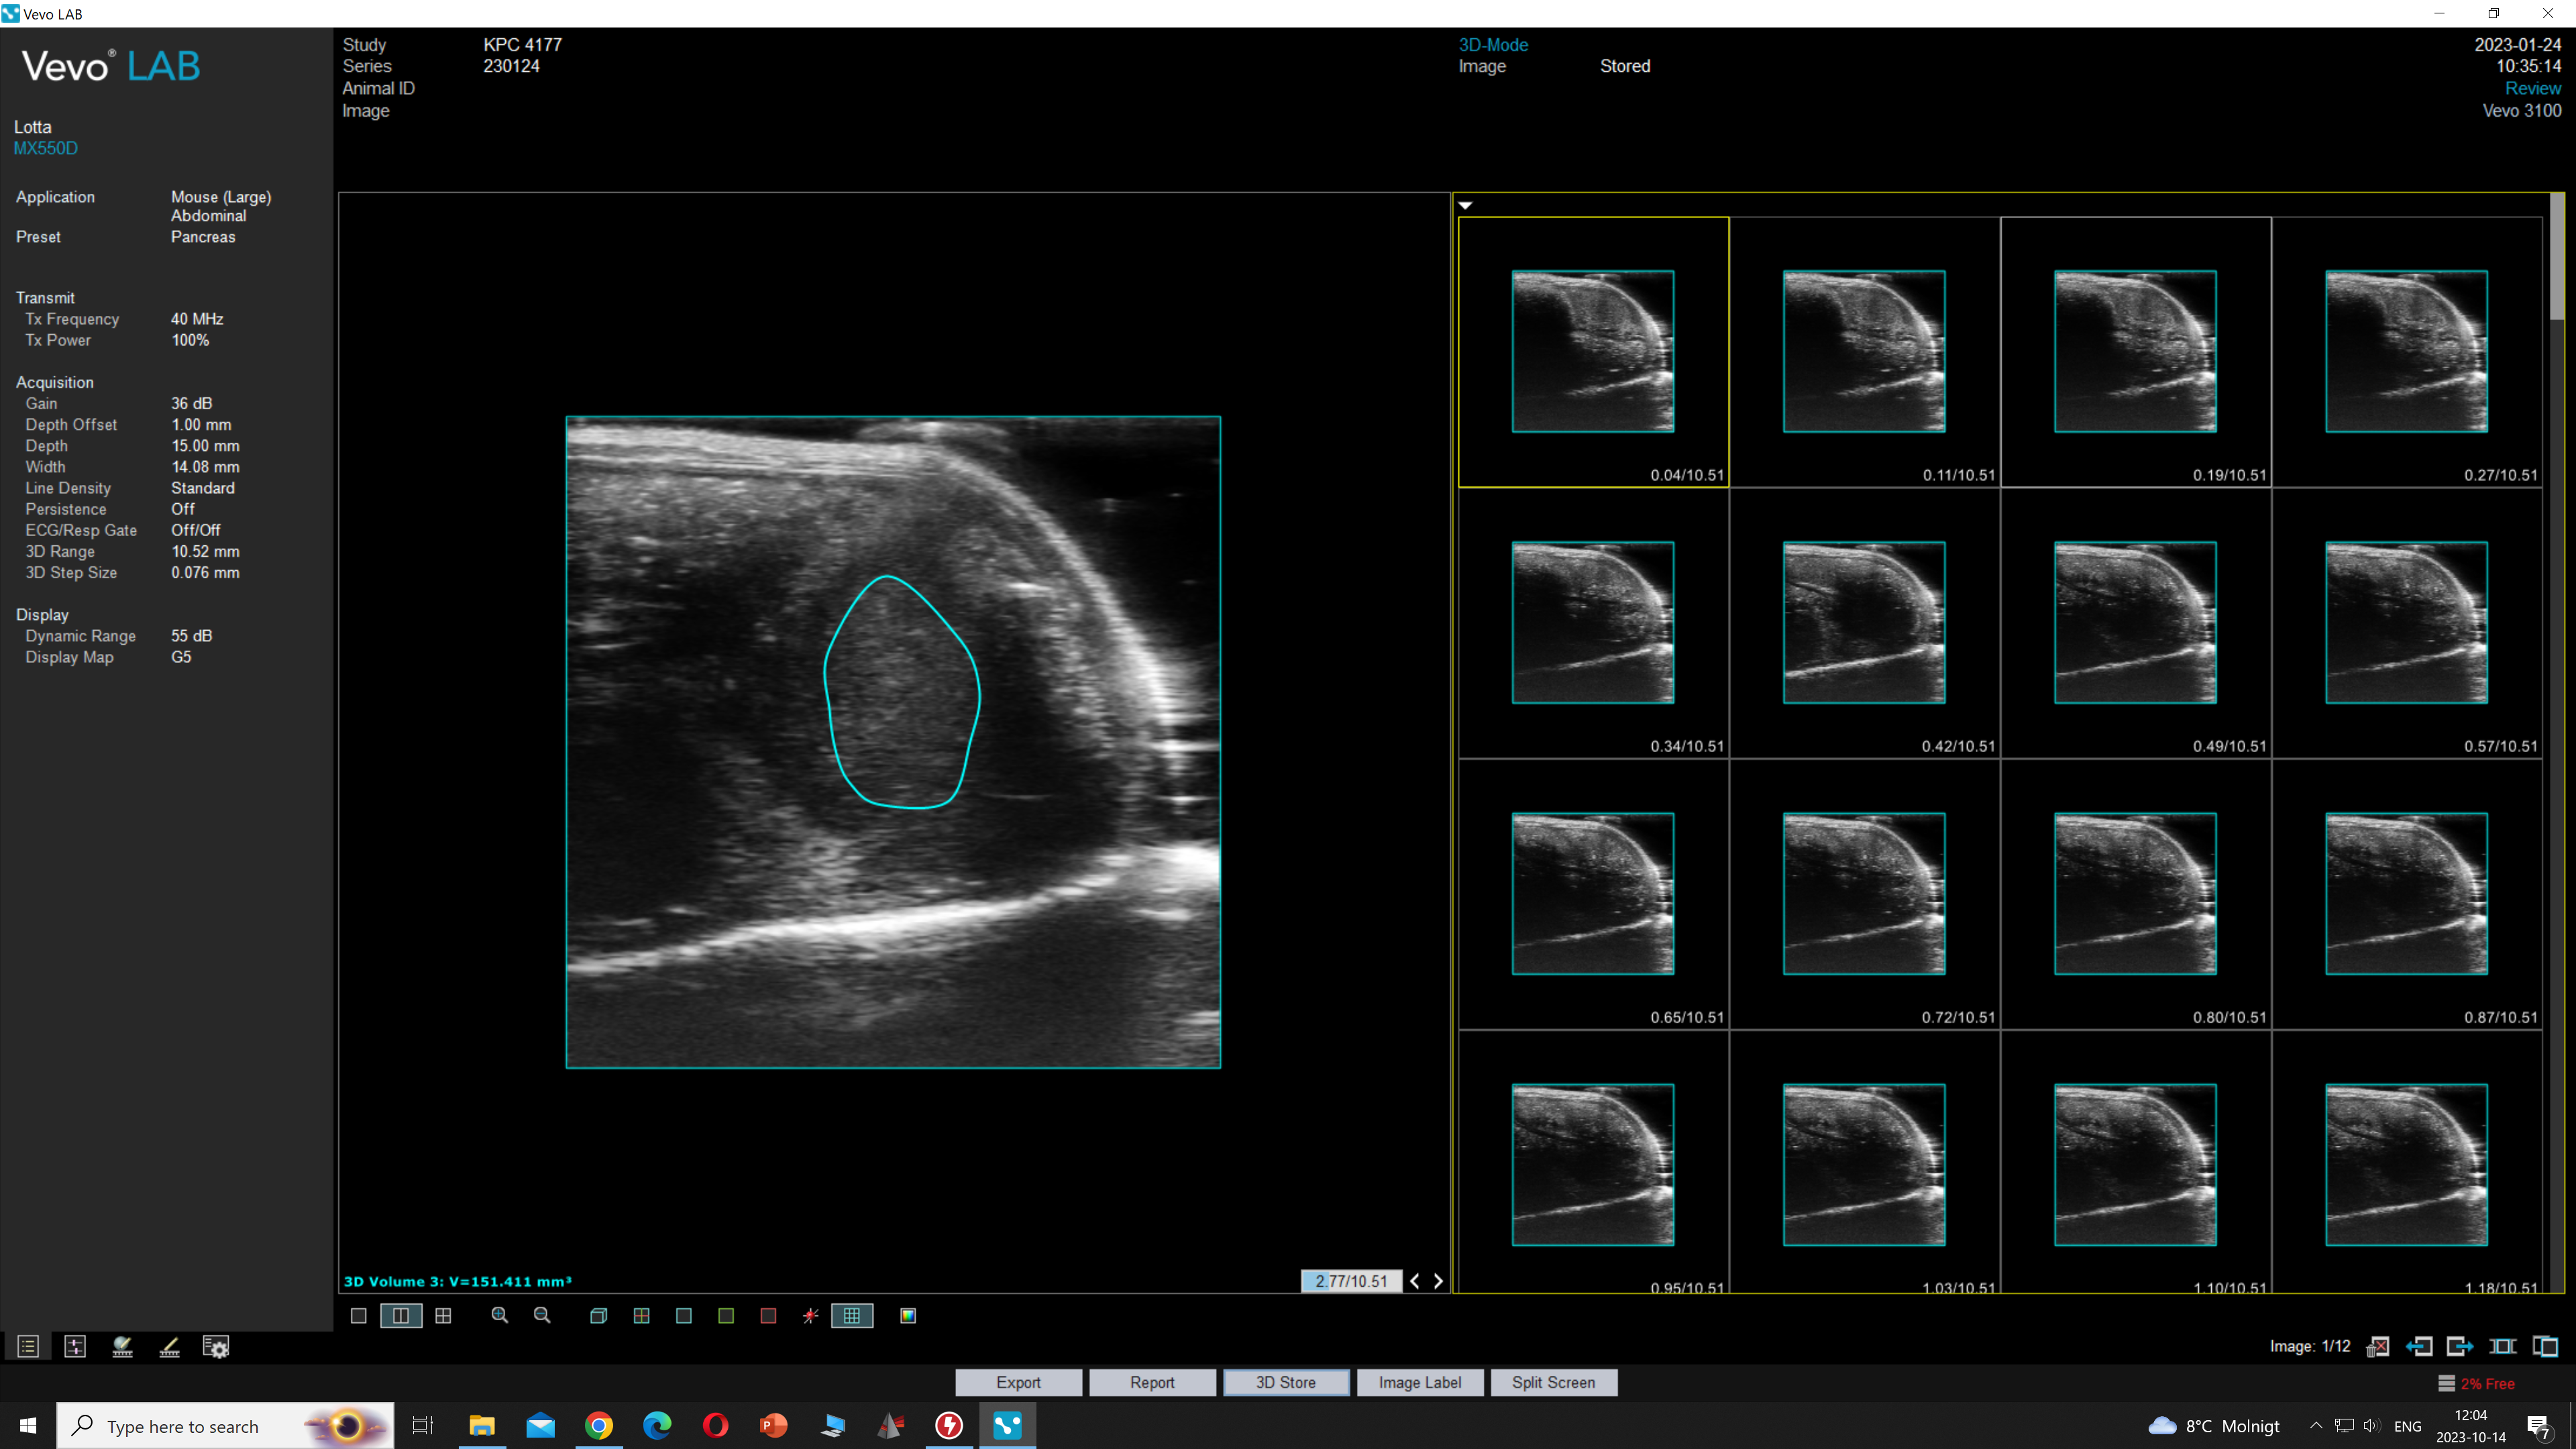 Vevo LAB
Vevo® LAB
Lotta
MX550D
Application Mouse (Large)
Abdominal
Preset Pancreas
Transmit
Tx Frequency 40 MHz
Tx Power 100%
Acquisition
Gain 36 dB
Depth Offset 1.00 mm
Depth 15.00 mm
Width 14.08 mm
Line Density Standard
Persistence Off
ECG/Resp Gate Off/Off
3D Range 10.52 mm
3D Step Size 0.076 mm
Display
Dynamic Range 55 dB
Display Map G5
Study KPC 4177
Series 230124
Animal ID
Image
3D-Mode
Image Stored
2023-01-24
10:35:14
Review
Vevo 3100
0.04/10.51 0.11/10.51 0.19/10.51 0.27/10.51
0.34/10.51 0.42/10.51 0.49/10.51 0.57/10.51
0.65/10.51 0.72/10.51 0.80/10.51 0.87/10.51
0.95/10.51 1.03/10.51 1.10/10.51 1.18/10.51
3D Volume 3: V=151.411 mm³
2.77/10.51
Image: 1/12
Export Report 3D Store Image Label Split Screen
2% Free
Type here to search
P
8°C Molnigt
ENG
12:04
2023-10-14
7